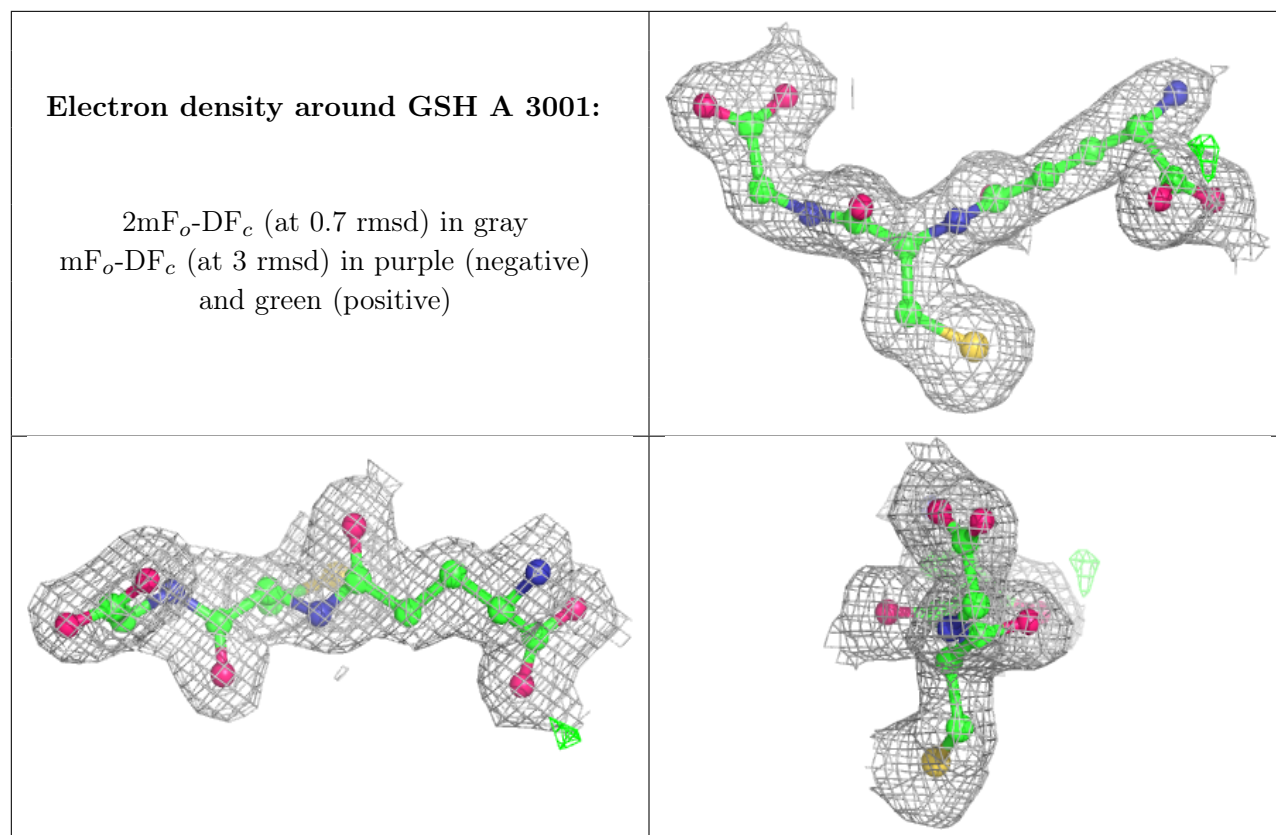 Electron density around GSH A 3001:
2mFo-DFc (at 0.7 rmsd) in gray
mFo-DFc (at 3 rmsd) in purple (negative)
and green (positive)